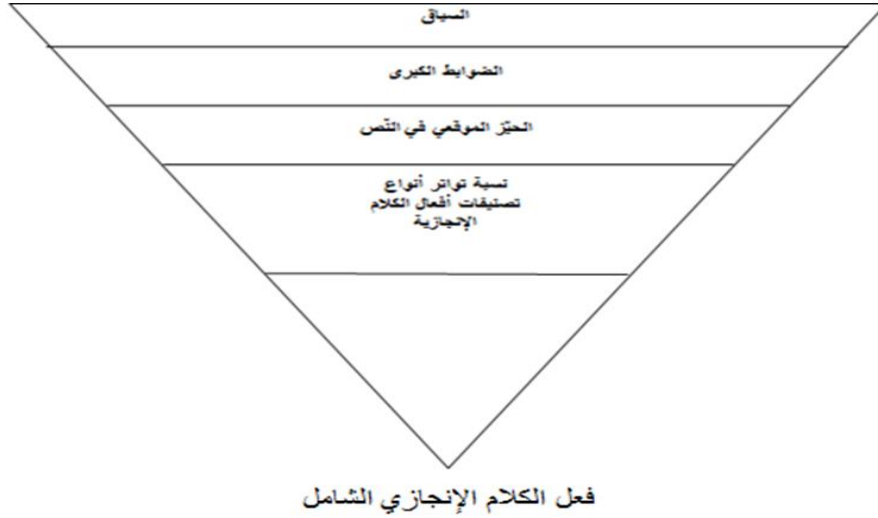 السياق
الضوابط الكبرى
الحيّز الموقعي في النّص
نسبة تواتر أنواع
تصنيفات أفعال الكلام
الإنجازية
فعل الكلام الإنجازي الشامل